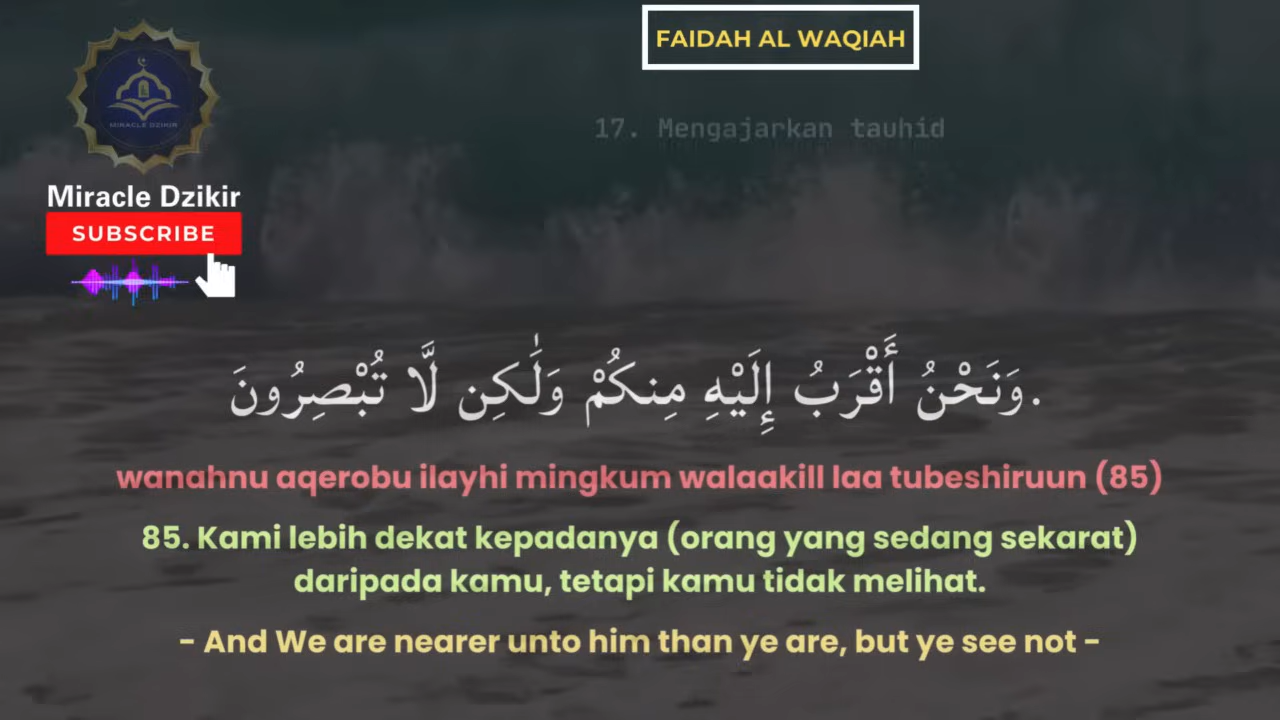 FAIDAH AL WAQIAH
17. Mengajarkan tauhid
MIRACLE DZIKIR
Miracle Dzikir
SUBSCRIBE
وَنَحْنُ أَقْرَبُ إِلَيْهِ مِنكُمْ وَلَٰكِن لَّا تُبْصِرُونَ.
wanahnu aqerobu ilayhi mingkum walaakill laa tubeshiruun (85)
85. Kami lebih dekat kepadanya (orang yang sedang sekarat)
daripada kamu, tetapi kamu tidak melihat.
- And We are nearer unto him than ye are, but ye see not -